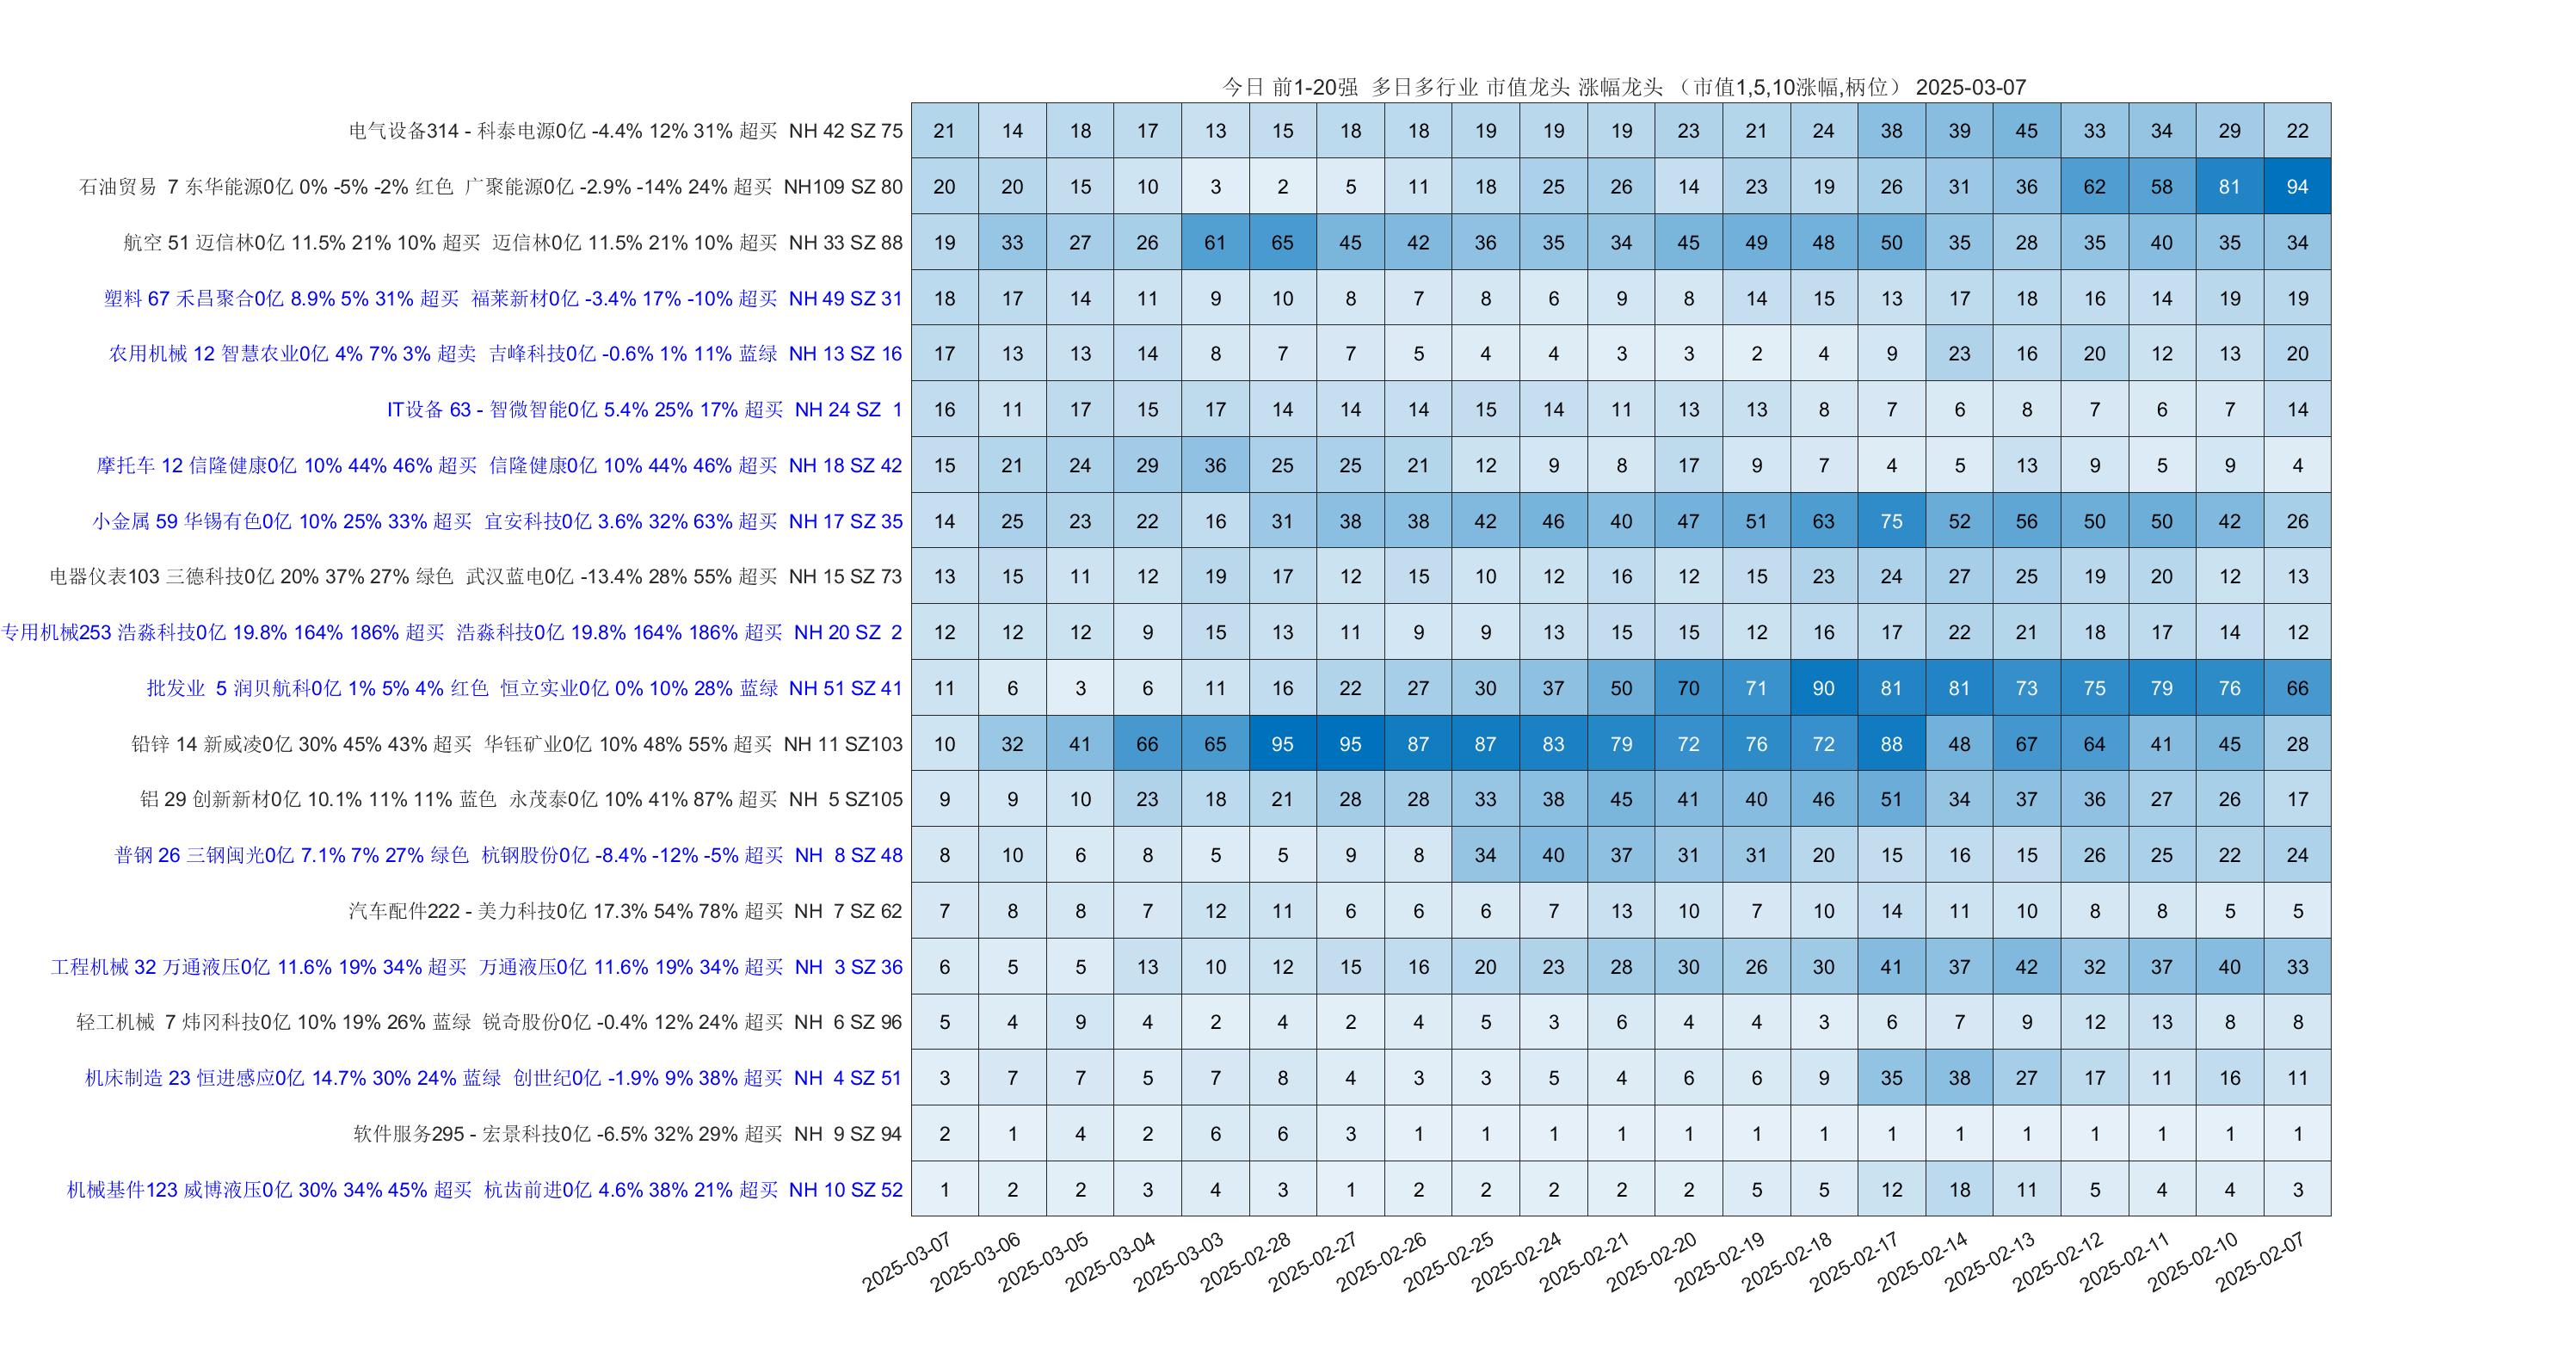 今日 前1-20强 多日多行业 市值龙头 涨幅龙头 （市值1,5,10涨幅,柄位） 2025-03-07
电气设备314 - 科泰电源0亿 -4.4% 12% 31% 超买 NH 42 SZ 75 21 14 18 17 13 15 18 18 19 19 19 23 21 24 38 39 45 33 34 29 22
石油贸易 7 东华能源0亿 0% -5% -2% 红色 广聚能源0亿 -2.9% -14% 24% 超买 NH109 SZ 80 20 20 15 10 3 2 5 11 18 25 26 14 23 19 26 31 36 62 58 81 94
航空 51 迈信林0亿 11.5% 21% 10% 超买 迈信林0亿 11.5% 21% 10% 超买 NH 33 SZ 88 19 33 27 26 61 65 45 42 36 35 34 45 49 48 50 35 28 35 40 35 34
塑料 67 禾昌聚合0亿 8.9% 5% 31% 超买 福莱新材0亿 -3.4% 17% -10% 超买 NH 49 SZ 31 18 17 14 11 9 10 8 7 8 6 9 8 14 15 13 17 18 16 14 19 19
农用机械 12 智慧农业0亿 4% 7% 3% 超卖 吉峰科技0亿 -0.6% 1% 11% 蓝绿 NH 13 SZ 16 17 13 13 14 8 7 7 5 4 4 3 3 2 4 9 23 16 20 12 13 20
IT设备 63 - 智微智能0亿 5.4% 25% 17% 超买 NH 24 SZ 1 16 11 17 15 17 14 14 14 15 14 11 13 13 8 7 6 8 7 6 7 14
摩托车 12 信隆健康0亿 10% 44% 46% 超买 信隆健康0亿 10% 44% 46% 超买 NH 18 SZ 42 15 21 24 29 36 25 25 21 12 9 8 17 9 7 4 5 13 9 5 9 4
小金属 59 华锡有色0亿 10% 25% 33% 超买 宜安科技0亿 3.6% 32% 63% 超买 NH 17 SZ 35 14 25 23 22 16 31 38 38 42 46 40 47 51 63 75 52 56 50 50 42 26
电器仪表103 三德科技0亿 20% 37% 27% 绿色 武汉蓝电0亿 -13.4% 28% 55% 超买 NH 15 SZ 73 13 15 11 12 19 17 12 15 10 12 16 12 15 23 24 27 25 19 20 12 13
专用机械253 浩淼科技0亿 19.8% 164% 186% 超买 浩淼科技0亿 19.8% 164% 186% 超买 NH 20 SZ 2 12 12 12 9 15 13 11 9 9 13 15 15 12 16 17 22 21 18 17 14 12
批发业 5 润贝航科0亿 1% 5% 4% 红色 恒立实业0亿 0% 10% 28% 蓝绿 NH 51 SZ 41 11 6 3 6 11 16 22 27 30 37 50 70 71 90 81 81 73 75 79 76 66
铅锌 14 新威凌0亿 30% 45% 43% 超买 华钰矿业0亿 10% 48% 55% 超买 NH 11 SZ103 10 32 41 66 65 95 95 87 87 83 79 72 76 72 88 48 67 64 41 45 28
铝 29 创新新材0亿 10.1% 11% 11% 蓝色 永茂泰0亿 10% 41% 87% 超买 NH 5 SZ105 9 9 10 23 18 21 28 28 33 38 45 41 40 46 51 34 37 36 27 26 17
普钢 26 三钢闽光0亿 7.1% 7% 27% 绿色 杭钢股份0亿 -8.4% -12% -5% 超买 NH 8 SZ 48 8 10 6 8 5 5 9 8 34 40 37 31 31 20 15 16 15 26 25 22 24
汽车配件222 - 美力科技0亿 17.3% 54% 78% 超买 NH 7 SZ 62 7 8 8 7 12 11 6 6 6 7 13 10 7 10 14 11 10 8 8 5 5
工程机械 32 万通液压0亿 11.6% 19% 34% 超买 万通液压0亿 11.6% 19% 34% 超买 NH 3 SZ 36 6 5 5 13 10 12 15 16 20 23 28 30 26 30 41 37 42 32 37 40 33
轻工机械 7 炜冈科技0亿 10% 19% 26% 蓝绿 锐奇股份0亿 -0.4% 12% 24% 超买 NH 6 SZ 96 5 4 9 4 2 4 2 4 5 3 6 4 4 3 6 7 9 12 13 8 8
机床制造 23 恒进感应0亿 14.7% 30% 24% 蓝绿 创世纪0亿 -1.9% 9% 38% 超买 NH 4 SZ 51 3 7 7 5 7 8 4 3 3 5 4 6 6 9 35 38 27 17 11 16 11
软件服务295 - 宏景科技0亿 -6.5% 32% 29% 超买 NH 9 SZ 94 2 1 4 2 6 6 3 1 1 1 1 1 1 1 1 1 1 1 1 1 1
机械基件123 威博液压0亿 30% 34% 45% 超买 杭齿前进0亿 4.6% 38% 21% 超买 NH 10 SZ 52 1 2 2 3 4 3 1 2 2 2 2 2 5 5 12 18 11 5 4 4 3
2025-03-07 2025-03-06 2025-03-05 2025-03-04 2025-03-03 2025-02-28 2025-02-27 2025-02-26 2025-02-25 2025-02-24 2025-02-21 2025-02-20 2025-02-19 2025-02-18 2025-02-17 2025-02-14 2025-02-13 2025-02-12 2025-02-11 2025-02-10 2025-02-07